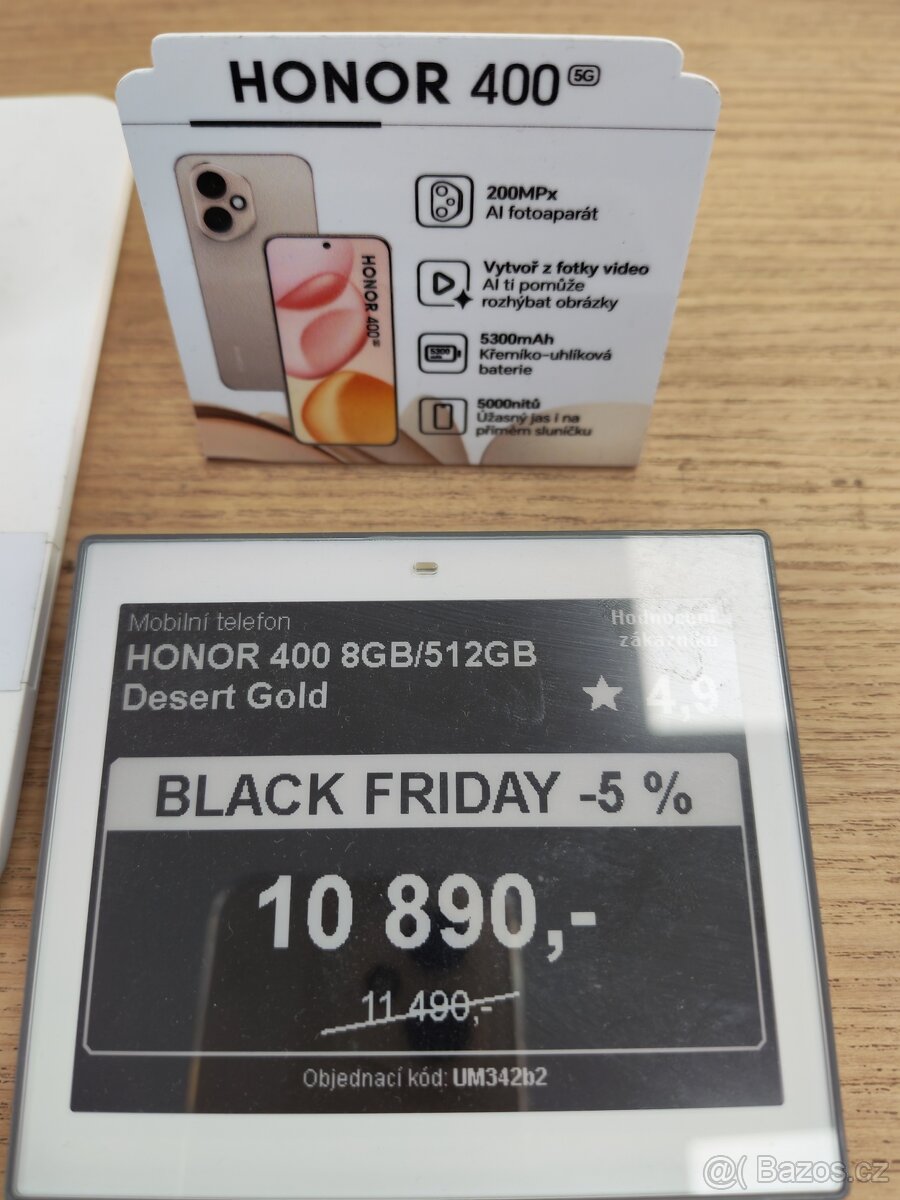 HONOR 400 5G
200MPx
AI fotoaparát
Vytvoř z fotky video
AI ti pomůže
rozhýbat obrázky
5300mAh
Křemíko-uhlíková
baterie
5000nitů
Úžasný jas i na
přímém sluníčku
HONOR 400
5300
Mobilní telefon
HONOR 400 8GB/512GB
Desert Gold
Hodnocení
zákazníků
4,9
BLACK FRIDAY -5 %
10 890,-
11 490,-
Objednací kód: UM342b2
@( Bazos.cz